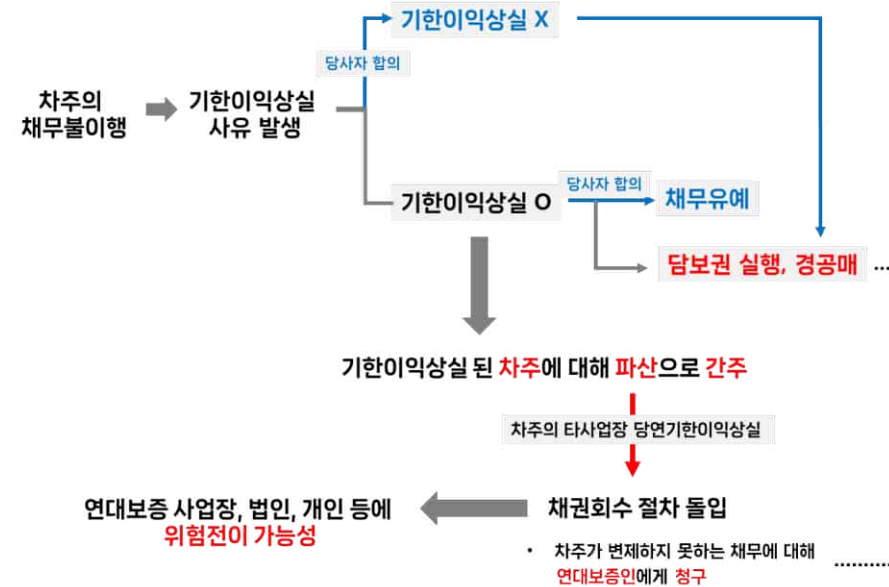 기한이익상실 X
당사자 합의
차주의
채무불이행
기한이익상실
사유 발생
기한이익상실 O
당사자 합의
채무유예
담보권 실행, 경공매 ...
기한이익상실 된 차주에 대해 파산으로 간주
차주의 타사업장 당연기한이익상실
연대보증 사업장, 법인, 개인 등에
위험전이 가능성
채권회수 절차 돌입
• 차주가 변제하지 못하는 채무에 대해
연대보증인에게 청구
..........